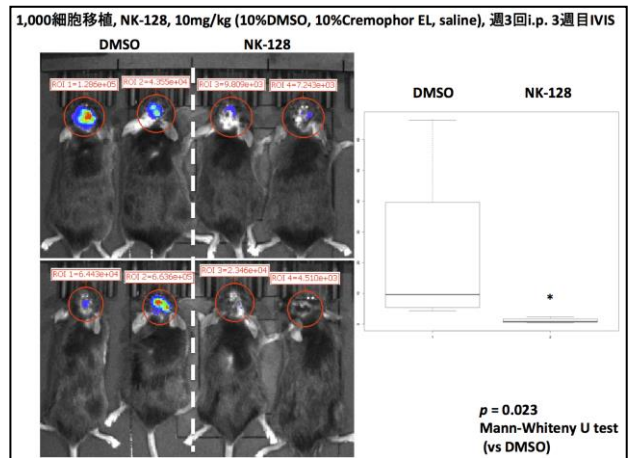 1,000細胞移植, NK-128, 10mg/kg (10%DMSO, 10%Cremophor EL, saline), 週3回i.p. 3週目IVIS
DMSO
NK-128
ROI 1=1.286e+05
ROI 2=4.355e+04
ROI 3=9.809e+03
ROI 4=7.243e+03
ROI 1=6.443e+04
ROI 2=6.636e+05
ROI 3=2.346e+04
ROI 4=4.510e+03
DMSO
NK-128
*
p = 0.023
Mann-Whiteny U test
(vs DMSO)